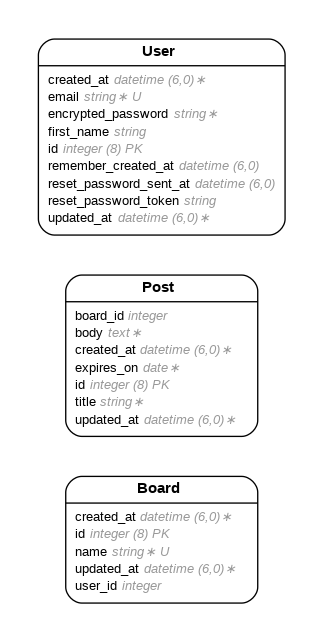 User
created_at datetime (6,0)∗
email string∗ U
encrypted_password string∗
first_name string
id integer (8) PK
remember_created_at datetime (6,0)
reset_password_sent_at datetime (6,0)
reset_password_token string
updated_at datetime (6,0)∗
Post
board_id integer
body text∗
created_at datetime (6,0)∗
expires_on date∗
id integer (8) PK
title string∗
updated_at datetime (6,0)∗
Board
created_at datetime (6,0)∗
id integer (8) PK
name string∗ U
updated_at datetime (6,0)∗
user_id integer